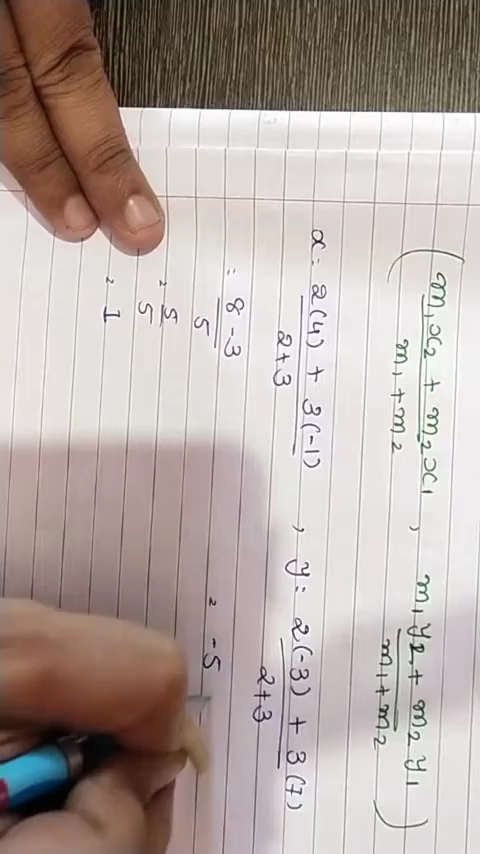 ( m₁x₂ + m₂x₁ / m₁+m₂ , m₁y₂ + m₂y₁ / m₁+m₂ )
x = 2(4) + 3(-1) / 2+3 , y = 2(-3) + 3(7) / 2+3
= 8-3 / 5
= -5
= 5 / 5
= 1